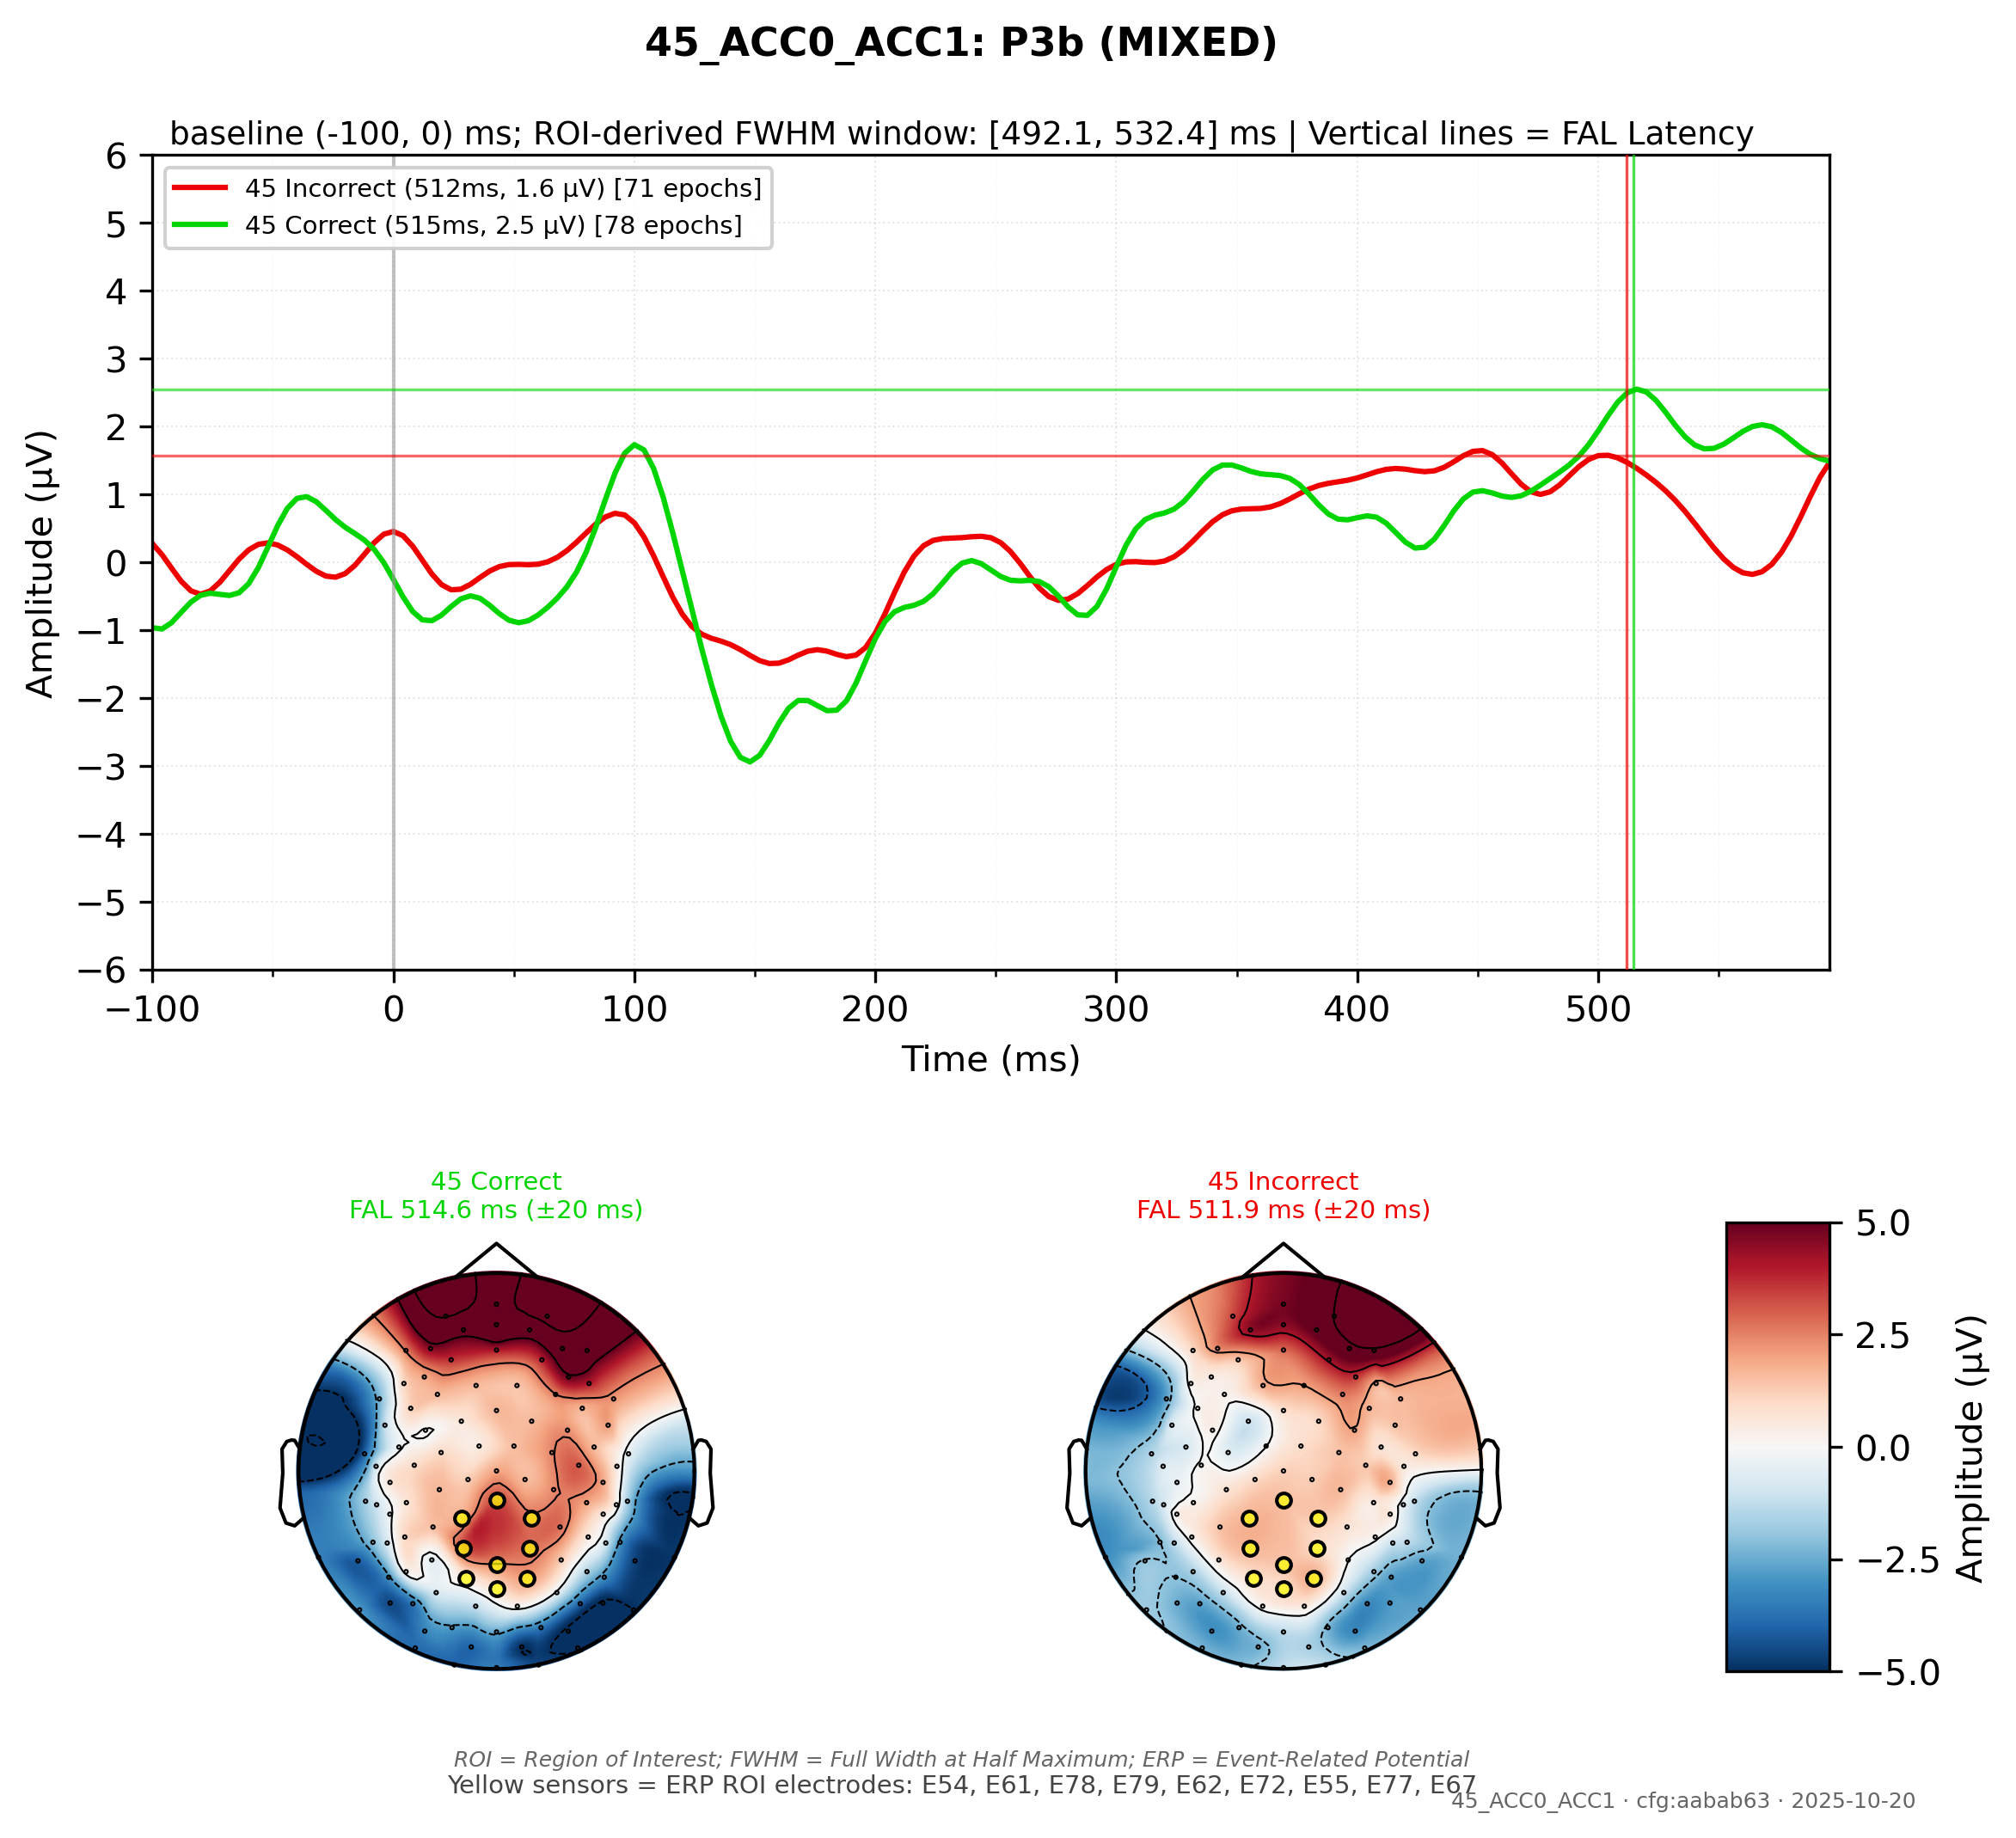 45_ACC0_ACC1: P3b (MIXED)
baseline (-100, 0) ms; ROI-derived FWHM window: [492.1, 532.4] ms | Vertical lines = FAL Latency
45 Incorrect (512ms, 1.6 µV) [71 epochs]
45 Correct (515ms, 2.5 µV) [78 epochs]
6
5
4
3
2
1
0
−1
−2
−3
−4
−5
−6
Amplitude (µV)
−100
0
100
200
300
400
500
Time (ms)
45 Correct
FAL 514.6 ms (±20 ms)
45 Incorrect
FAL 511.9 ms (±20 ms)
5.0
2.5
0.0
−2.5
−5.0
Amplitude (µV)
ROI = Region of Interest; FWHM = Full Width at Half Maximum; ERP = Event-Related Potential
Yellow sensors = ERP ROI electrodes: E54, E61, E78, E79, E62, E72, E55, E77, E67
45_ACC0_ACC1 · cfg:aabab63 · 2025-10-20